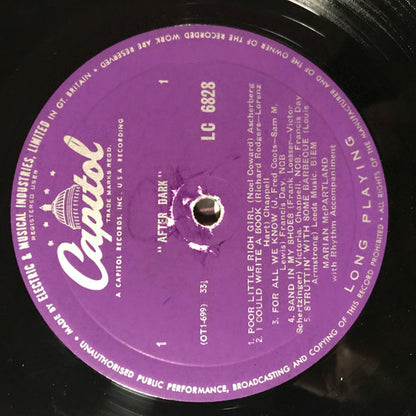 MADE BY ELECTRIC & MUSICAL INDUSTRIES, LIMITED IN GT. BRITAIN • ALL RIGHTS OF THE MANUFACTURER AND OF THE OWNER OF THE RECORDED WORK ARE RESERVED
REGISTERED USER
Capitol
TRADE MARKS REGD.
A CAPITOL RECORDS, INC., U.S.A. RECORDING
"AFTER DARK"
1
1
(OT1-699)
33⅓
LC 6828
1. POOR LITTLE RICH GIRL (Noel Coward) Ascherberg
2. I COULD WRITE A BOOK (Richard Rodgers-Lorenz
Hart) Chappell
3. FOR ALL WE KNOW (J. Fred Coots-Sam M.
Lewis) Francis Day, NCB
4. SAND IN MY SHOES (Frank Loesser-Victor
Schertzinger) Victoria, NCB
5. STRUTTIN' WITH SOME BARBEQUE (Louis
Armstrong) Leeds Music, BIEM
MARIAN McPARTLAND
with Rhythm Accompaniment
LONG PLAYING
UNAUTHORISED PUBLIC PERFORMANCE, BROADCASTING AND COPYING OF THIS RECORD PROHIBITED